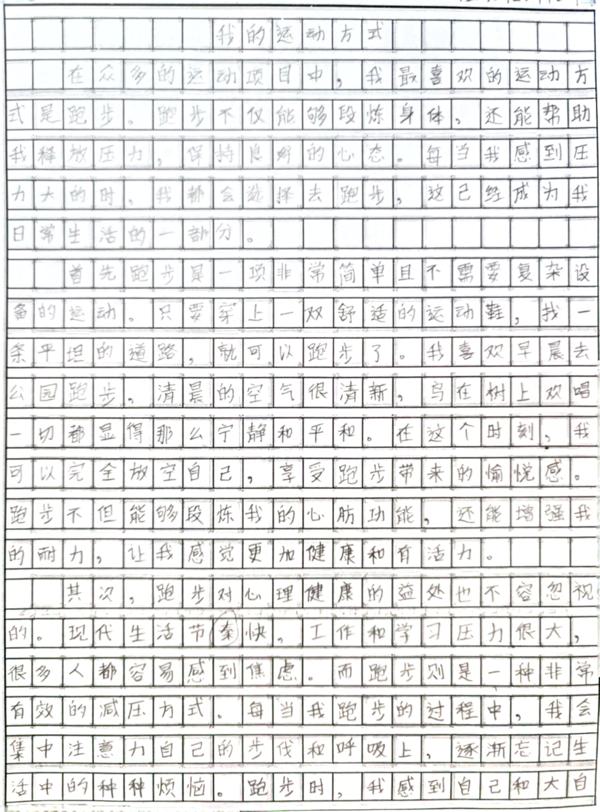 我的运动方式
在众多的运动项目中，我最喜欢的运动方
式是跑步。跑步不仅能够段炼身体，还能帮助
我释放压力，保持良好的心态。每当我感到压
力大的时，我都会选择去跑步，这已经成为我
日常生活的一部分。
首先跑步是一项非常简单且不需要复杂设
备的运动。只要穿上一双舒适的运动鞋，找一
条平坦的道路，就可以跑步了。我喜欢早晨去
公园跑步，清晨的空气很清新，鸟在树上欢唱
一切都显得那么宁静和平和。在这个时刻，我
可以完全放空自己，享受跑步带来的愉悦感。
跑步不但能够段炼我的心肺功能，还能增强我
的耐力，让我感觉更加健康和有活力。
其次，跑步对心理健康的益处也不容忽视
的。现代生活节奏快，工作和学习压力很大，
很多人都容易感到焦虑。而跑步则是一种非常
有效的减压方式。每当我跑步的过程中，我会
集中注意力自己的步伐和呼吸上，逐渐忘记生
活中的种种烦恼。跑步时，我感到自己和大自